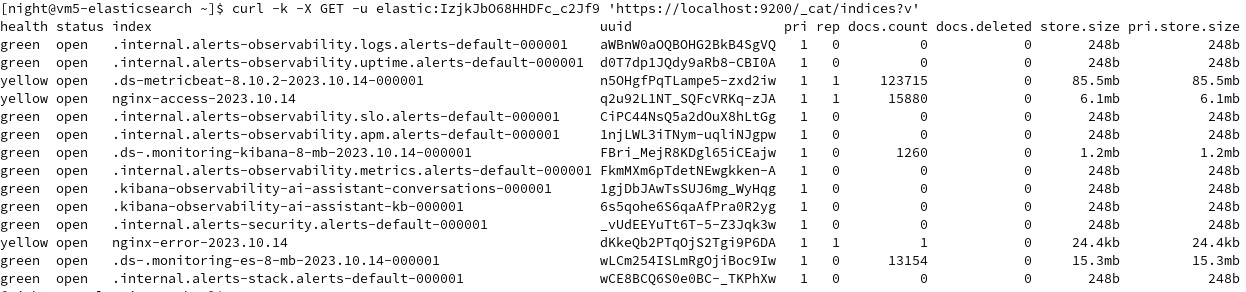 [night@vm5-elasticsearch ~]$ curl -k -X GET -u elastic:IzjkJbO68HHDFc_c2Jf9 'https://localhost:9200/_cat/indices?v'
health status index uuid pri rep docs.count docs.deleted store.size pri.store.size
green open .internal.alerts-observability.logs.alerts-default-000001 aWBnW0aOQBOHG2BkB4SgVQ 1 0 0 0 248b 248b
green open .internal.alerts-observability.uptime.alerts-default-000001 d0T7dp1JQdy9aRb8-CBI0A 1 0 0 0 248b 248b
yellow open .ds-metricbeat-8.10.2-2023.10.14-000001 n5OHgfPqTLampe5-zxd2iw 1 1 123715 0 85.5mb 85.5mb
yellow open nginx-access-2023.10.14 q2u92L1NT_SQFcVRKq-zJA 1 1 15880 0 6.1mb 6.1mb
green open .internal.alerts-observability.slo.alerts-default-000001 CiPC44NsQ5a2dOuX8hLtGg 1 0 0 0 248b 248b
green open .internal.alerts-observability.apm.alerts-default-000001 1njLWL3iTNym-uqliNJgpw 1 0 0 0 248b 248b
green open .ds-.monitoring-kibana-8-mb-2023.10.14-000001 FBri_MejR8KDgl65iCEajw 1 0 1260 0 1.2mb 1.2mb
green open .internal.alerts-observability.metrics.alerts-default-000001 FkmMXm6pTdetNEwgkken-A 1 0 0 0 248b 248b
green open .kibana-observability-ai-assistant-conversations-000001 1gjDbJAwTsSUJ6mg_WyHqg 1 0 0 0 248b 248b
green open .kibana-observability-ai-assistant-kb-000001 6s5qohe6S6qaAfPra0R2yg 1 0 0 0 248b 248b
green open .internal.alerts-security.alerts-default-000001 _vUdEEYuTt6T-5-Z3Jqk3w 1 0 0 0 248b 248b
yellow open nginx-error-2023.10.14 dKkeQb2PTqOjS2Tgi9P6DA 1 1 1 0 24.4kb 24.4kb
green open .ds-.monitoring-es-8-mb-2023.10.14-000001 wLCm254ISLmRgOjiBoc9Iw 1 0 13154 0 15.3mb 15.3mb
green open .internal.alerts-stack.alerts-default-000001 wCE8BCQ6S0e0BC-_TKPhXw 1 0 0 0 248b 248b